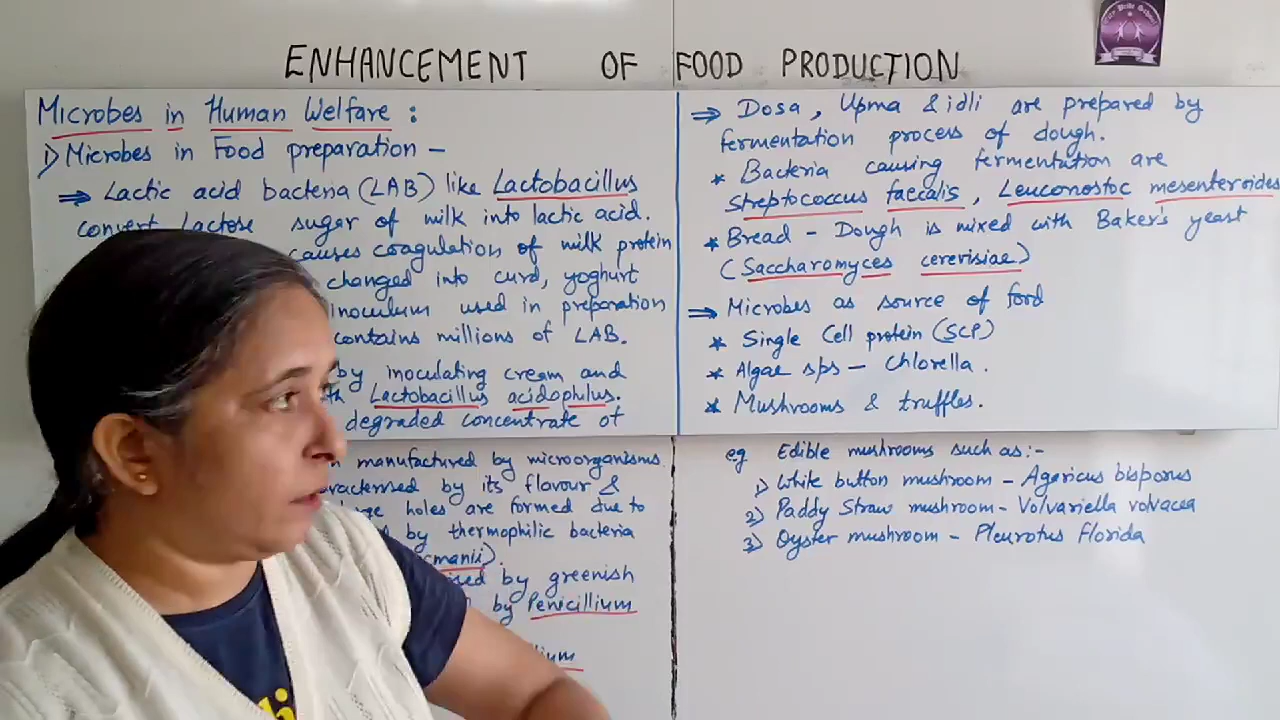 ENHANCEMENT OF FOOD PRODUCTION
Microbes in Human Welfare :
1) Microbes in Food preparation -
⇒ Lactic acid bacteria (LAB) like Lactobacillus
convert Lactose sugar of milk into lactic acid.
causes coagulation of milk protein
changed into curd, yoghurt
inoculum used in preparation
contains millions of LAB.
by inoculating cream and
Lactobacillus acidophilus.
degraded concentrate of
manufactured by microorganisms
by its flavour &
holes are formed due to
by thermophilic bacteria
by greenish
by Penicillium
⇒ Dosa, Upma & idli are prepared by
fermentation process of dough.
* Bacteria causing fermentation are
Streptococcus faecalis, Leuconostoc mesenteroides
* Bread - Dough is mixed with Baker's yeast
(Saccharomyces cerevisiae)
⇒ Microbes as source of food
* Single Cell protein (SCP)
* Algae sps - Chlorella.
* Mushrooms & truffles.
eg Edible mushrooms such as:-
1) White button mushroom - Agaricus bisporus
2) Paddy Straw mushroom - Volvariella volvacea
3) Oyster mushroom - Pleurotus Florida